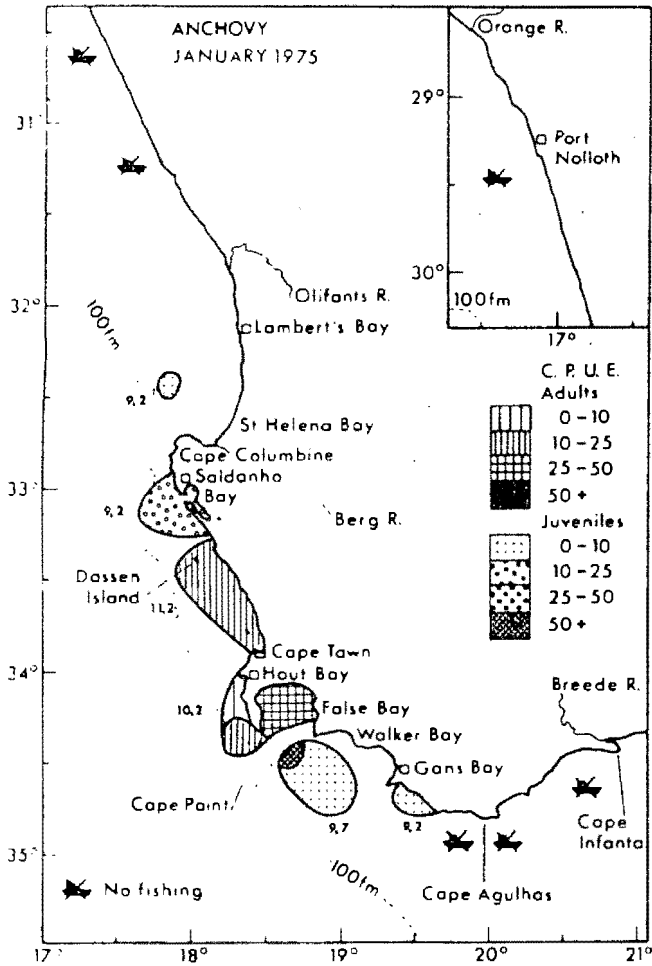 ANCHOVY
JANUARY 1975
Orange R.
29°
Port
Nolloth
30°
100fm
17°
31°
32°
100fm
Olifants R.
Lambert's Bay
9,2
C. P. U. E.
Adults
0-10
10-25
25-50
50+
Juveniles
0-10
10-25
25-50
50+
St Helena Bay
Cape Columbine
Saldanha
Bay
33°
9,2
Berg R.
Dassen
Island
11,2
Cape Town
34°
Hout Bay
10,2
False Bay
Walker Bay
Breede R.
Gans Bay
Cape Point
9,7
8,2
Cape
Infanta
35°
100fm
Cape Agulhas
No fishing
17°
18°
19°
20°
21°